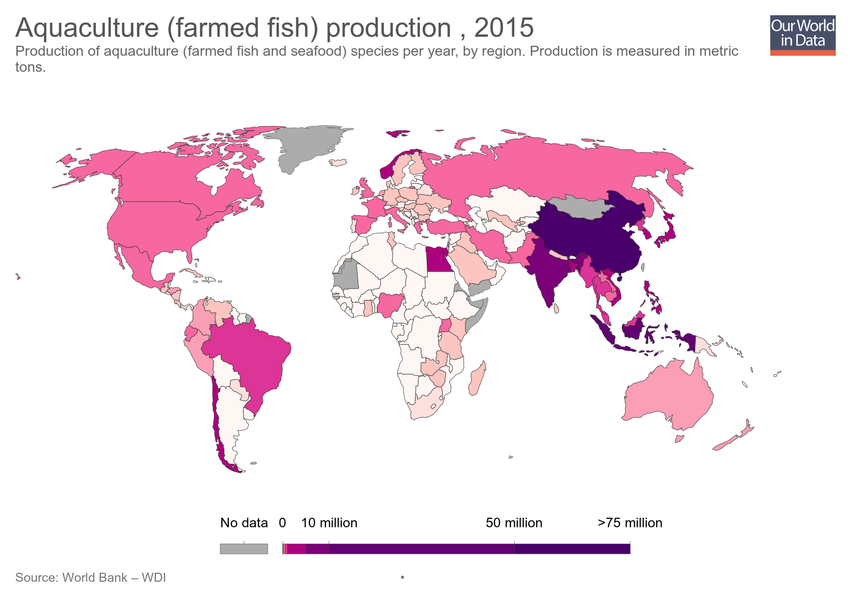 Aquaculture (farmed fish) production , 2015
Our World
in Data
Production of aquaculture (farmed fish and seafood) species per year, by region. Production is measured in metric
tons.
No data 0 10 million 50 million >75 million
Source: World Bank – WDI •